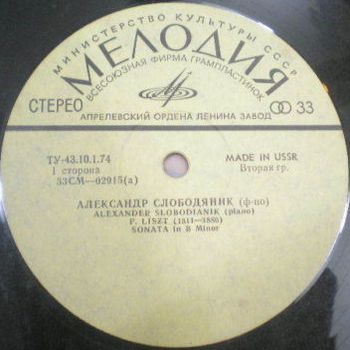 МИНИСТЕРСТВО КУЛЬТУРЫ СССР
МЕЛОДИЯ
ВСЕСОЮЗНАЯ ФИРМА ГРАМПЛАСТИНОК
СТЕРЕО
33
АПРЕЛЕВСКИЙ ОРДЕНА ЛЕНИНА ЗАВОД
ТУ-43.10.1.74
MADE IN USSR
1 сторона
Вторая гр.
33СМ—02915(а)
АЛЕКСАНДР СЛОБОДЯНИК (ф-но)
ALEXANDER SLOBODIANIK (piano)
F. LISZT (1811—1886)
SONATA in B Minor